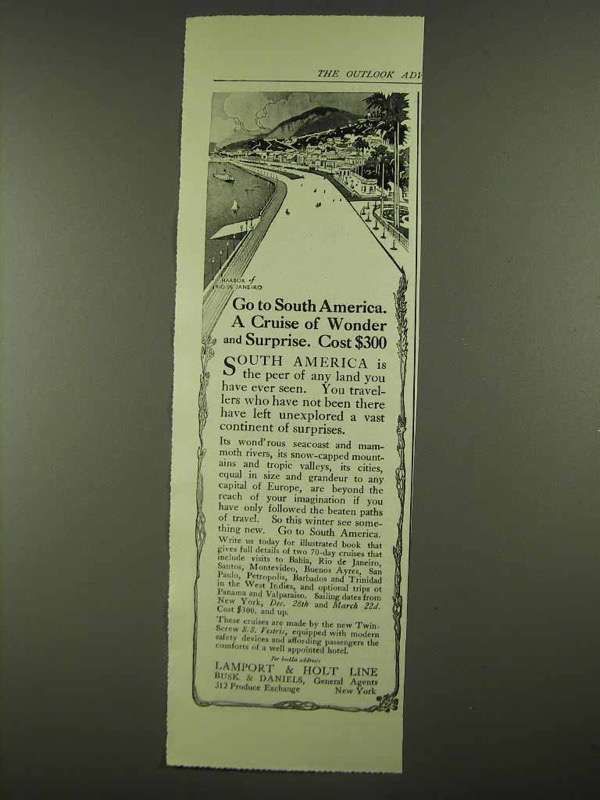 THE OUTLOOK ADV
HARBOR of
RIO DE JANEIRO
Go to South America.
A Cruise of Wonder
and Surprise. Cost $300
SOUTH AMERICA is
the peer of any land you
have ever seen. You travel-
lers who have not been there
have left unexplored a vast
continent of surprises.
Its wond'rous seacoast and mam-
moth rivers, its snow-capped mount-
ains and tropic valleys, its cities,
equal in size and grandeur to any
capital of Europe, are beyond the
reach of your imagination if you
have only followed the beaten paths
of travel. So this winter see some-
thing new. Go to South America.
Write us today for illustrated book that
gives full details of two 70-day cruises that
include visits to Bahia, Rio de Janeiro,
Santos, Montevideo, Buenos Ayres, San
Paulo, Petropolis, Barbados and Trinidad
in the West Indies, and optional trips to
Panama and Valparaiso. Sailing dates from
New York, Dec. 28th and March 22d.
Cost $300, and up.
These cruises are made by the new Twin-
Screw S.S. Vestris, equipped with modern
safety devices and affording passengers the
comforts of a well appointed hotel.
For booklet address
LAMPORT & HOLT LINE
BUSK & DANIELS, General Agents
312 Produce Exchange New York